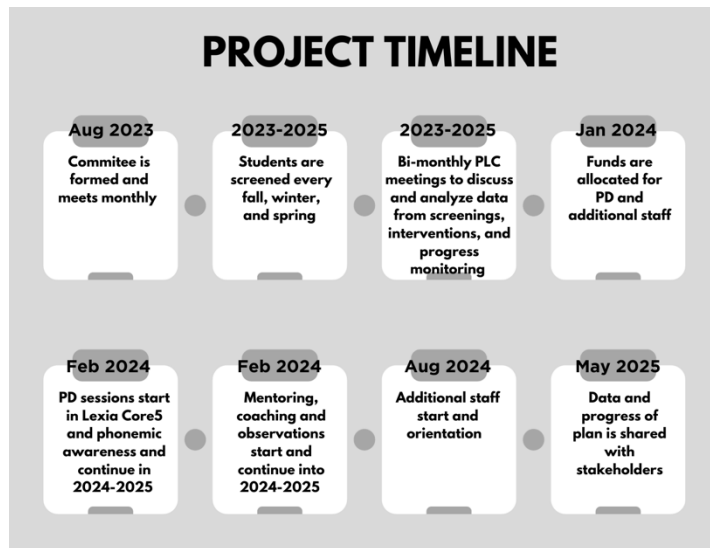 PROJECT TIMELINE
Aug 2023
Commitee is
formed and
meets monthly
2023-2025
Students are
screened every
fall, winter,
and spring
2023-2025
Bi-monthly PLC
meetings to discuss
and analyze data
from screenings,
interventions, and
progress
monitoring
Jan 2024
Funds are
allocated for
PD and
additional staff
Feb 2024
PD sessions start
in Lexia Core5
and phonemic
awareness and
continue in
2024-2025
Feb 2024
Mentoring,
coaching and
observations
start and
continue into
2024-2025
Aug 2024
Additional staff
start and
orientation
May 2025
Data and
progress of
plan is shared
with
stakeholders